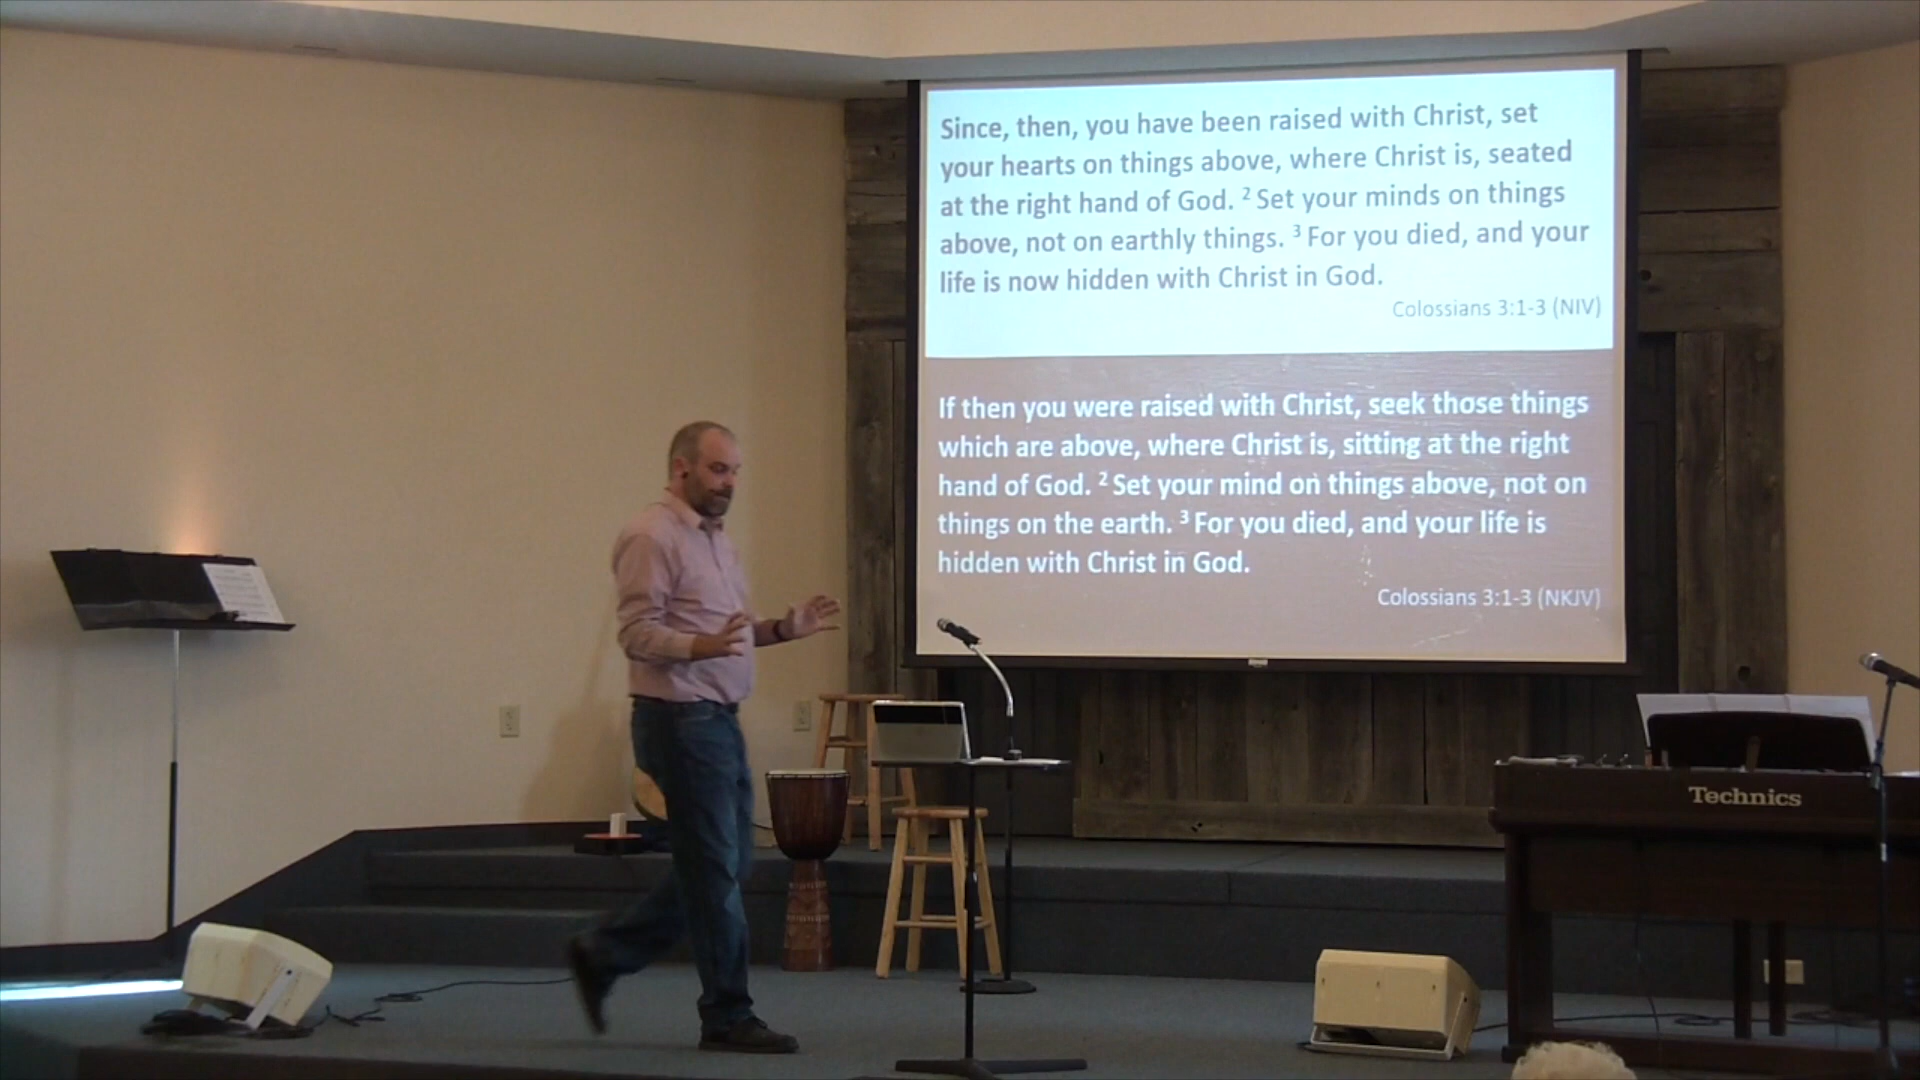 Since, then, you have been raised with Christ, set
your hearts on things above, where Christ is, seated
at the right hand of God. ² Set your minds on things
above, not on earthly things. ³ For you died, and your
life is now hidden with Christ in God.
Colossians 3:1-3 (NIV)
If then you were raised with Christ, seek those things
which are above, where Christ is, sitting at the right
hand of God. ² Set your mind on things above, not on
things on the earth. ³ For you died, and your life is
hidden with Christ in God.
Colossians 3:1-3 (NKJV)
Technics